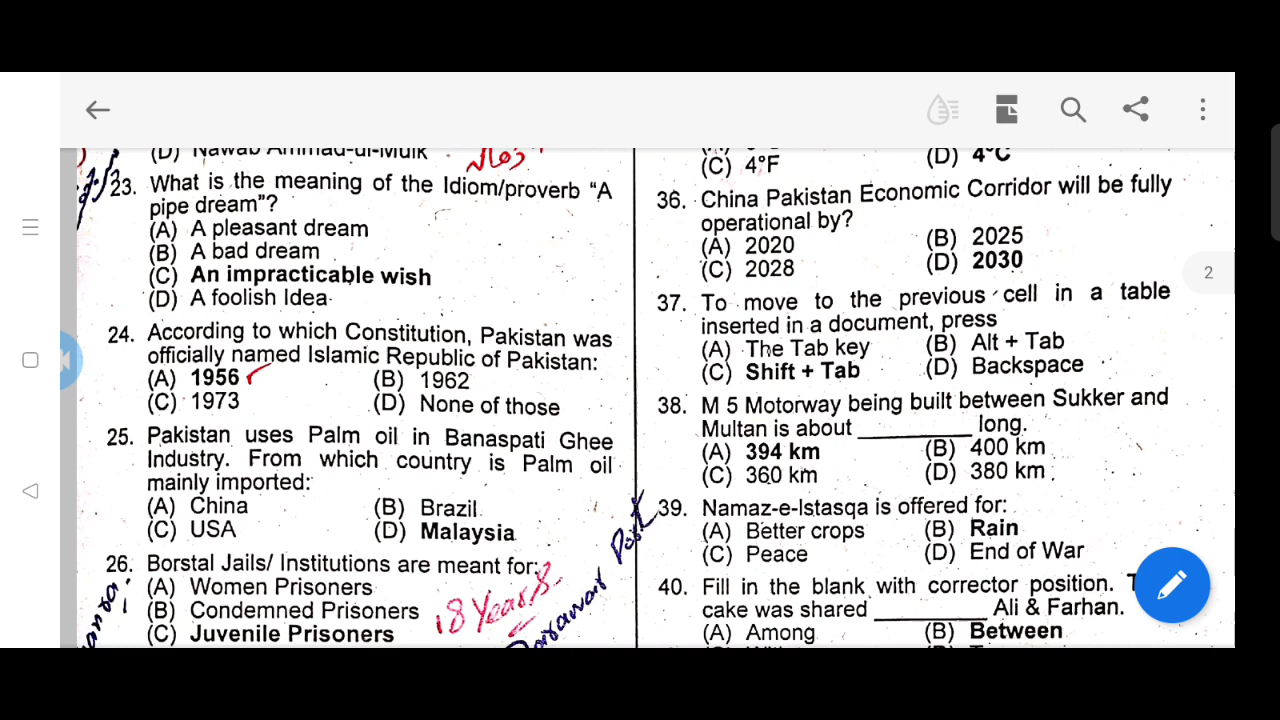 (D) Nawab Ammad-ul-Mulk
23. What is the meaning of the Idiom/proverb “A
pipe dream”?
(A) A pleasant dream
(B) A bad dream
(C) An impracticable wish
(D) A foolish Idea
24. According to which Constitution, Pakistan was
officially named Islamic Republic of Pakistan:
(A) 1956 (B) 1962
(C) 1973 (D) None of those
25. Pakistan uses Palm oil in Banaspati Ghee
Industry. From which country is Palm oil
mainly imported:
(A) China (B) Brazil
(C) USA (D) Malaysia
26. Borstal Jails/ Institutions are meant for:
(A) Women Prisoners
(B) Condemned Prisoners
(C) Juvenile Prisoners
18 Years
(C) 4°F (D) 4°C
36. China Pakistan Economic Corridor will be fully
operational by?
(A) 2020 (B) 2025
(C) 2028 (D) 2030
37. To move to the previous cell in a table
inserted in a document, press
(A) The Tab key (B) Alt + Tab
(C) Shift + Tab (D) Backspace
38. M 5 Motorway being built between Sukker and
Multan is about ________ long.
(A) 394 km (B) 400 km
(C) 360 km (D) 380 km
39. Namaz-e-Istasqa is offered for:
(A) Better crops (B) Rain
(C) Peace (D) End of War
40. Fill in the blank with corrector position.
cake was shared ________ Ali & Farhan.
(A) Among (B) Between
2